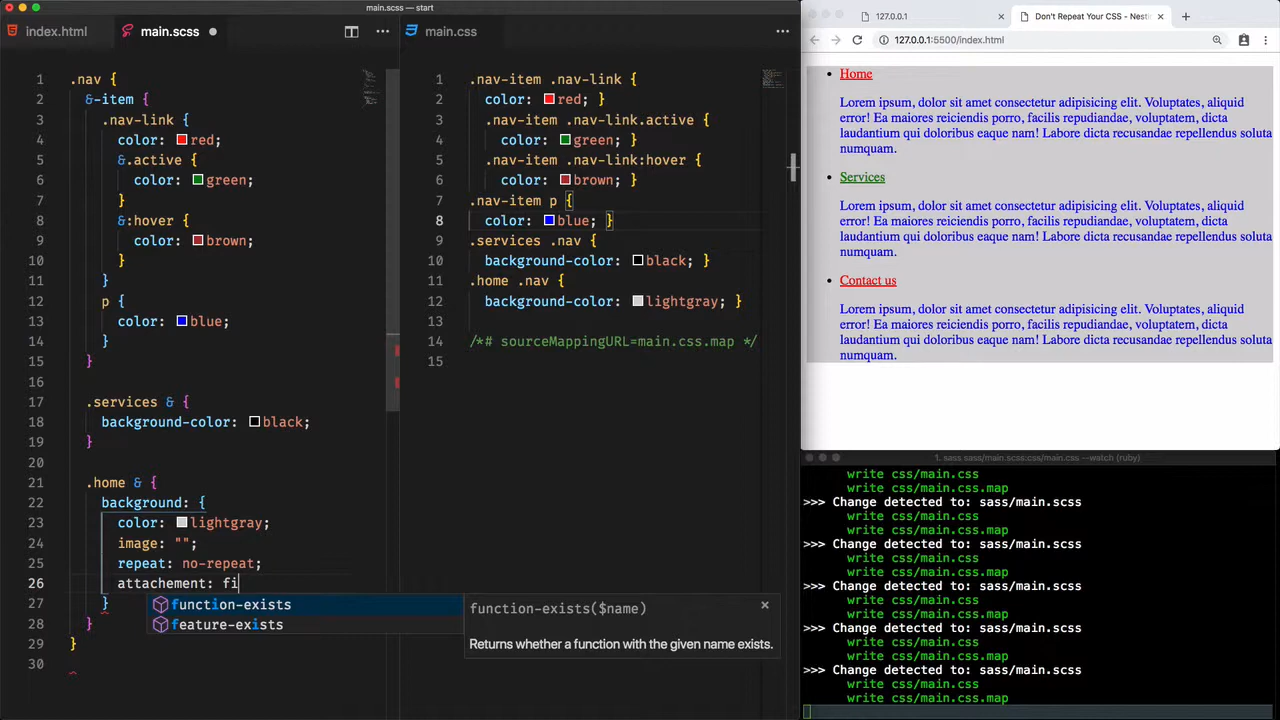 main.scss — start
index.html
main.scss
main.css
1 .nav {
2 &-item {
3 .nav-link {
4 color: red;
5 &.active {
6 color: green;
7 }
8 &:hover {
9 color: brown;
10 }
11 }
12 p {
13 color: blue;
14 }
15 }
16
17 .services & {
18 background-color: black;
19 }
20
21 .home & {
22 background: {
23 color: lightgray;
24 image: "";
25 repeat: no-repeat;
26 attachement: fi
27 }
28 }
29 }
30
function-exists
feature-exists
function-exists($name)
Returns whether a function with the given name exists.
1 .nav-item .nav-link {
2 color: red; }
3 .nav-item .nav-link.active {
4 color: green; }
5 .nav-item .nav-link:hover {
6 color: brown; }
7 .nav-item p {
8 color: blue; }
9 .services .nav {
10 background-color: black; }
11 .home .nav {
12 background-color: lightgray; }
13
14 /*# sourceMappingURL=main.css.map */
15
127.0.0.1
Don't Repeat Your CSS - Nesti
127.0.0.1:5500/index.html
Home
Lorem ipsum, dolor sit amet consectetur adipisicing elit. Voluptates, aliquid
error! Ea maiores reiciendis porro, facilis repudiandae, voluptatem, dicta
laudantium qui doloribus eaque nam! Labore dicta recusandae repellendus soluta
numquam.
Services
Lorem ipsum, dolor sit amet consectetur adipisicing elit. Voluptates, aliquid
error! Ea maiores reiciendis porro, facilis repudiandae, voluptatem, dicta
laudantium qui doloribus eaque nam! Labore dicta recusandae repellendus soluta
numquam.
Contact us
Lorem ipsum, dolor sit amet consectetur adipisicing elit. Voluptates, aliquid
error! Ea maiores reiciendis porro, facilis repudiandae, voluptatem, dicta
laudantium qui doloribus eaque nam! Labore dicta recusandae repellendus soluta
numquam.
1. sass sass/main.scss:css/main.css --watch (ruby)
write css/main.css
write css/main.css.map
>>> Change detected to: sass/main.scss
write css/main.css
write css/main.css.map
>>> Change detected to: sass/main.scss
write css/main.css
write css/main.css.map
>>> Change detected to: sass/main.scss
write css/main.css
write css/main.css.map
>>> Change detected to: sass/main.scss
write css/main.css
write css/main.css.map
>>> Change detected to: sass/main.scss
write css/main.css
write css/main.css.map